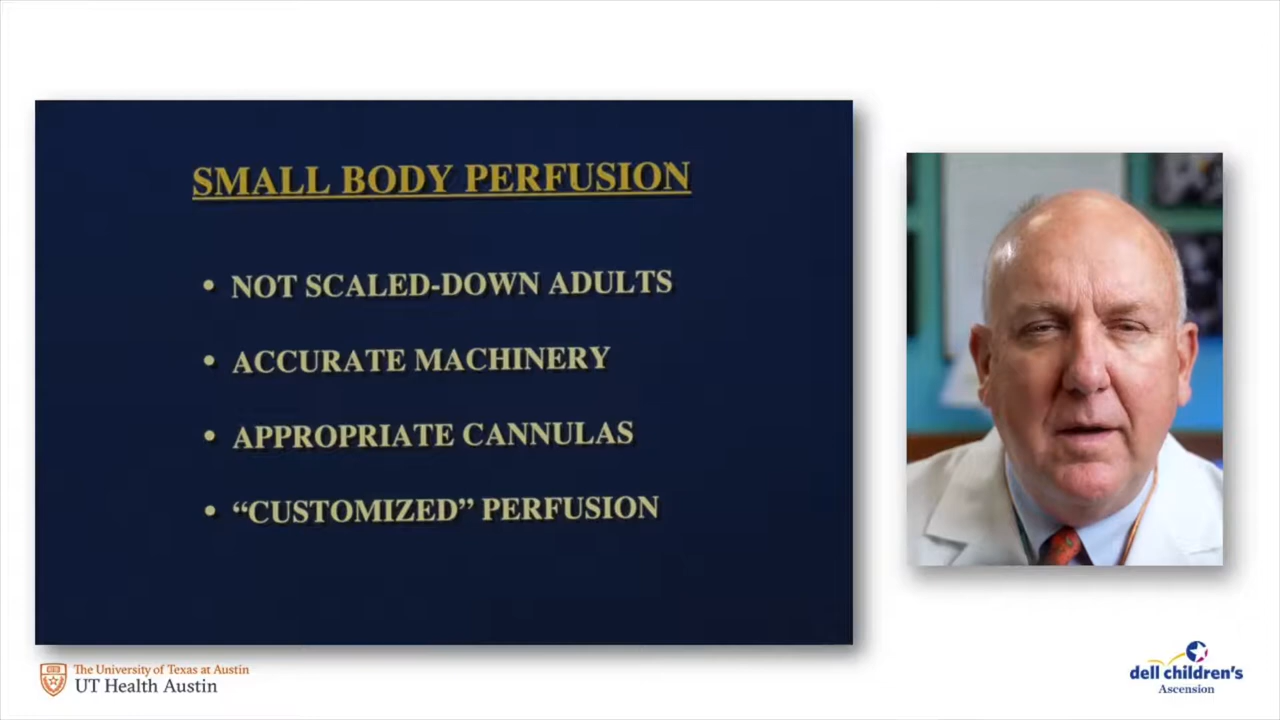 SMALL BODY PERFUSION
• NOT SCALED-DOWN ADULTS
• ACCURATE MACHINERY
• APPROPRIATE CANNULAS
• “CUSTOMIZED” PERFUSION
The University of Texas at Austin
UT Health Austin
dell children's
Ascension